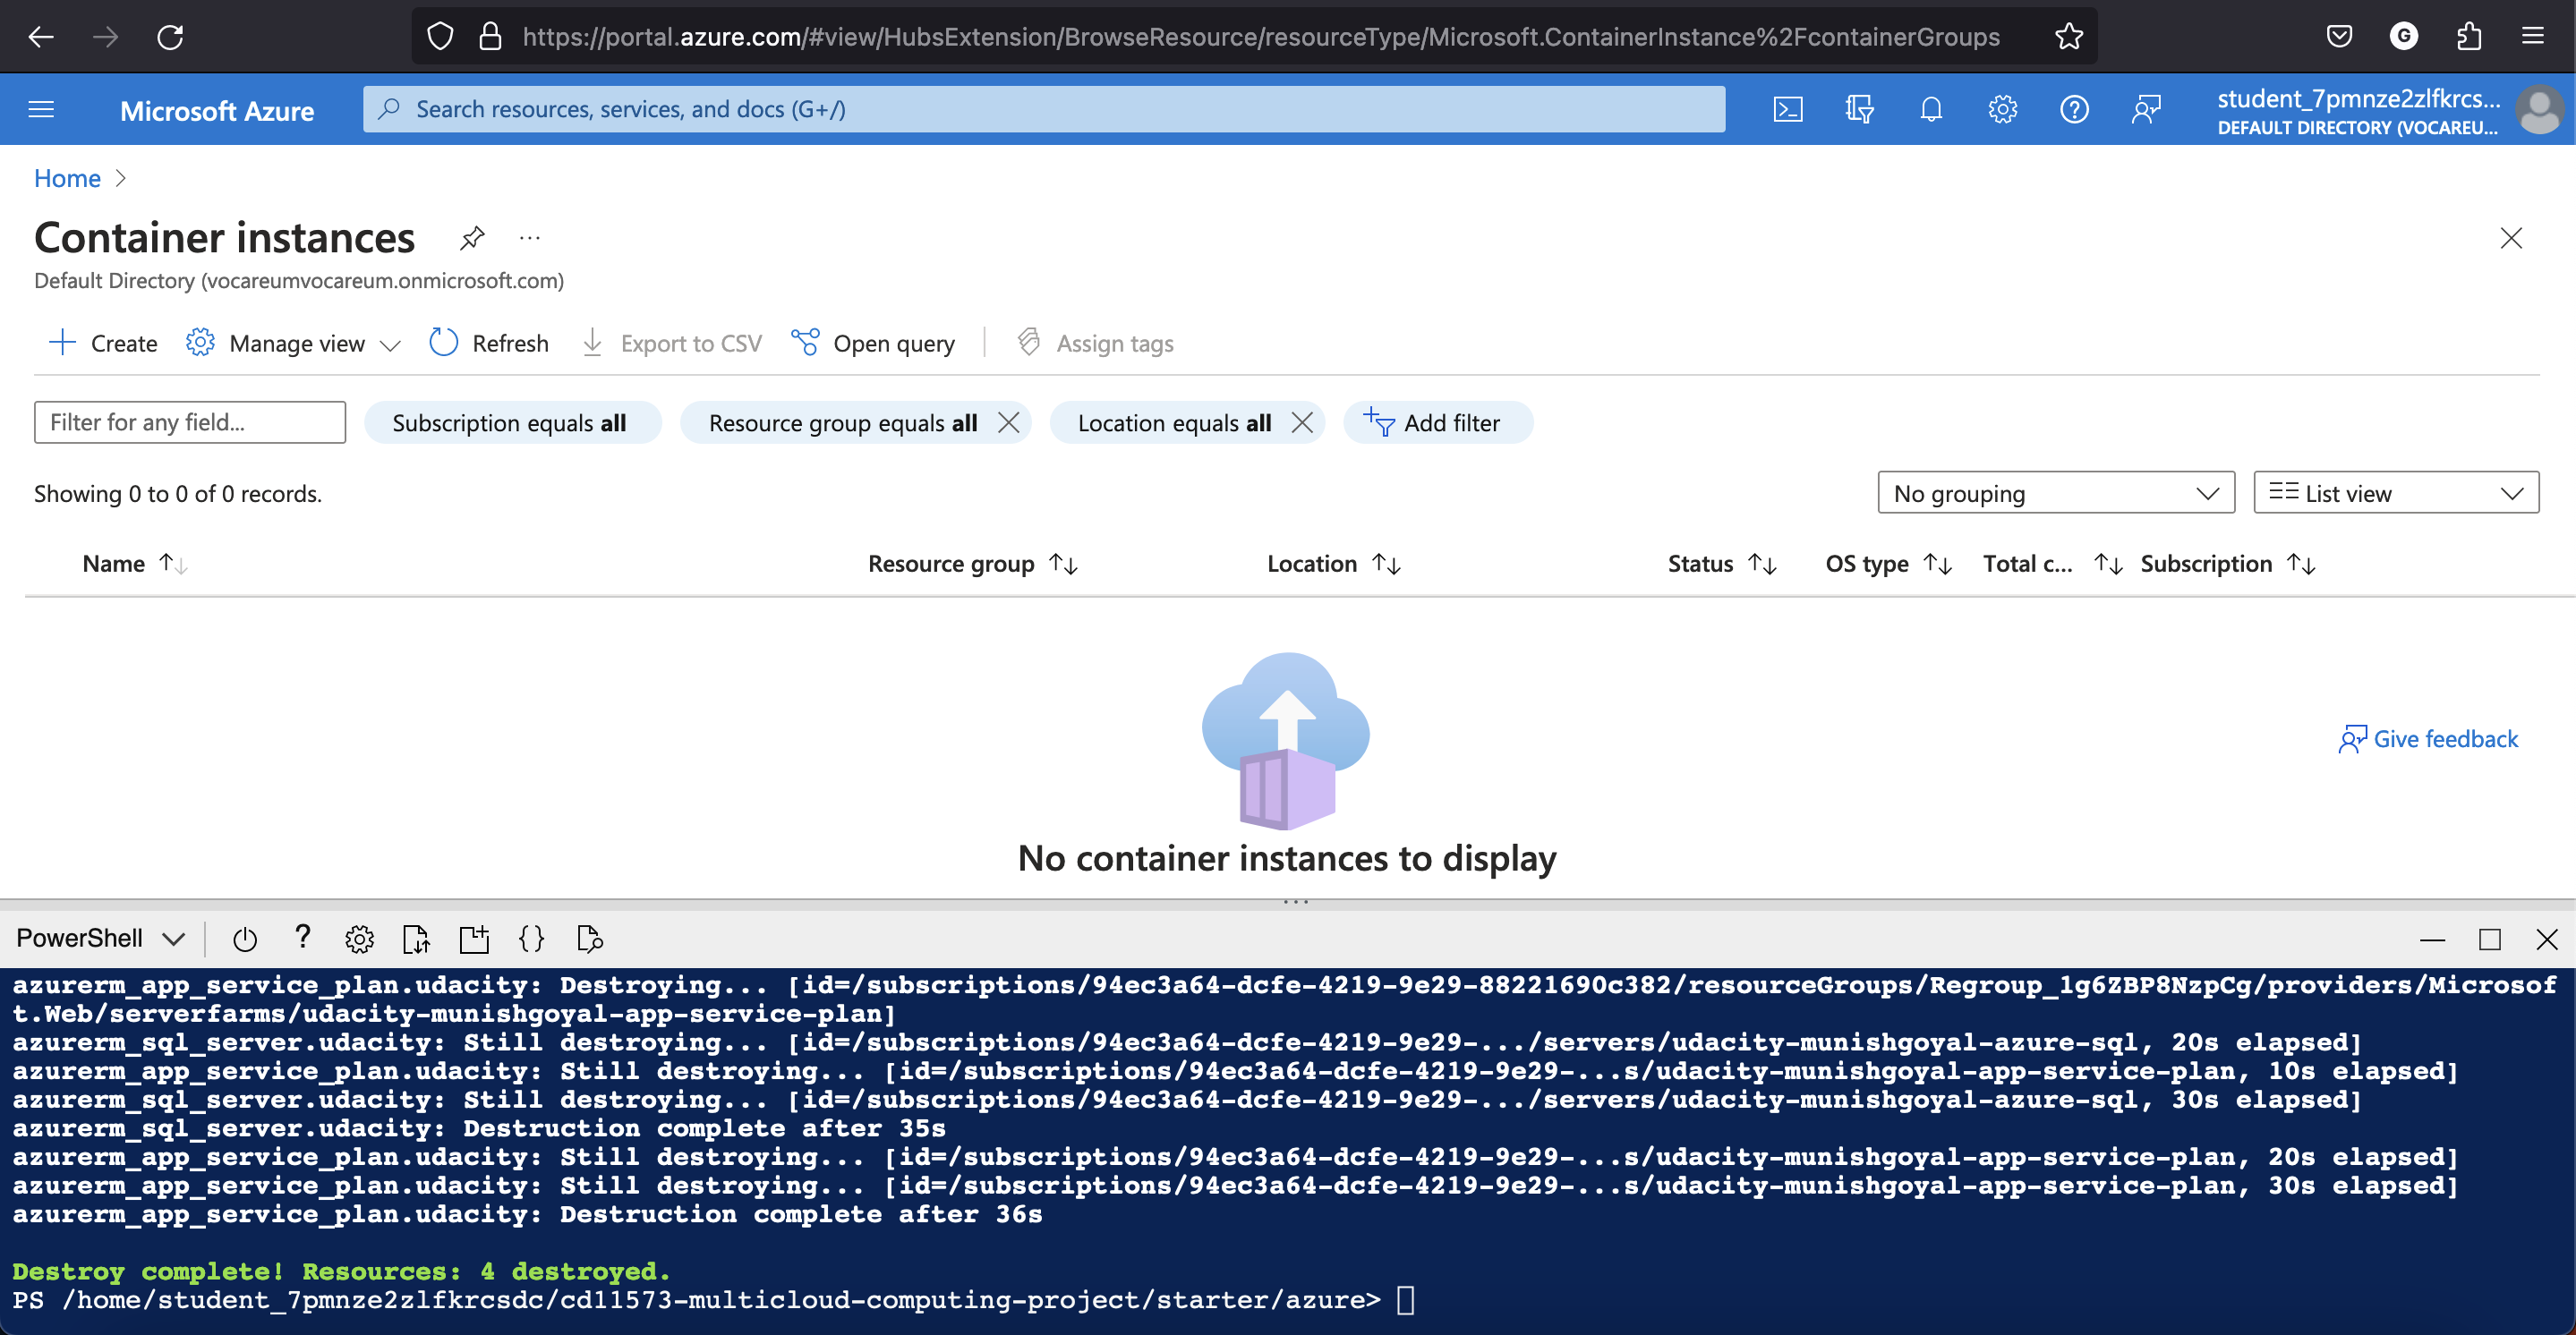 https://portal.azure.com/#view/HubsExtension/BrowseResource/resourceType/Microsoft.ContainerInstance%2FcontainerGroups
G
Microsoft Azure
Search resources, services, and docs (G+/)
student_7pmnze2zlfkrcs...
DEFAULT DIRECTORY (VOCAREU...
Home
Container instances
...
Default Directory (vocareumvocareum.onmicrosoft.com)
Create
Manage view
Refresh
Export to CSV
Open query
Assign tags
Filter for any field...
Subscription equals all
Resource group equals all
Location equals all
Add filter
Showing 0 to 0 of 0 records.
No grouping
List view
Name
Resource group
Location
Status
OS type
Total c...
Subscription
Give feedback
No container instances to display
PowerShell
?
{}
azurerm_app_service_plan.udacity: Destroying... [id=/subscriptions/94ec3a64-dcfe-4219-9e29-88221690c382/resourceGroups/Regroup_1g6ZBP8NzpCg/providers/Microsof
t.Web/serverfarms/udacity-munishgoyal-app-service-plan]
azurerm_sql_server.udacity: Still destroying... [id=/subscriptions/94ec3a64-dcfe-4219-9e29-.../servers/udacity-munishgoyal-azure-sql, 20s elapsed]
azurerm_app_service_plan.udacity: Still destroying... [id=/subscriptions/94ec3a64-dcfe-4219-9e29-...s/udacity-munishgoyal-app-service-plan, 10s elapsed]
azurerm_sql_server.udacity: Still destroying... [id=/subscriptions/94ec3a64-dcfe-4219-9e29-.../servers/udacity-munishgoyal-azure-sql, 30s elapsed]
azurerm_sql_server.udacity: Destruction complete after 35s
azurerm_app_service_plan.udacity: Still destroying... [id=/subscriptions/94ec3a64-dcfe-4219-9e29-...s/udacity-munishgoyal-app-service-plan, 20s elapsed]
azurerm_app_service_plan.udacity: Still destroying... [id=/subscriptions/94ec3a64-dcfe-4219-9e29-...s/udacity-munishgoyal-app-service-plan, 30s elapsed]
azurerm_app_service_plan.udacity: Destruction complete after 36s
Destroy complete! Resources: 4 destroyed.
PS /home/student_7pmnze2zlfkrcsdc/cd11573-multicloud-computing-project/starter/azure>